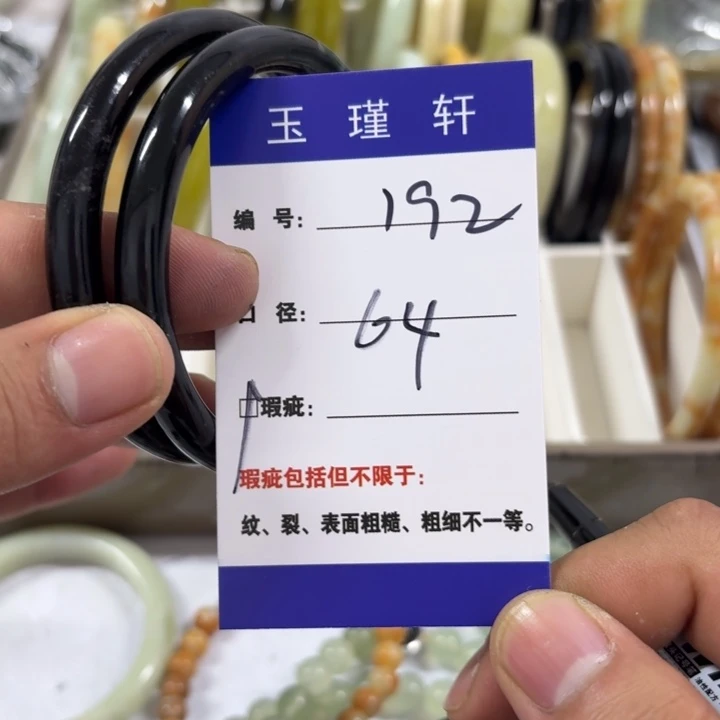 玉瑾轩
编号: 192
口径: 64
□瑕疵:
瑕疵包括但不限于:
纹、裂、表面粗糙、粗细不一等。